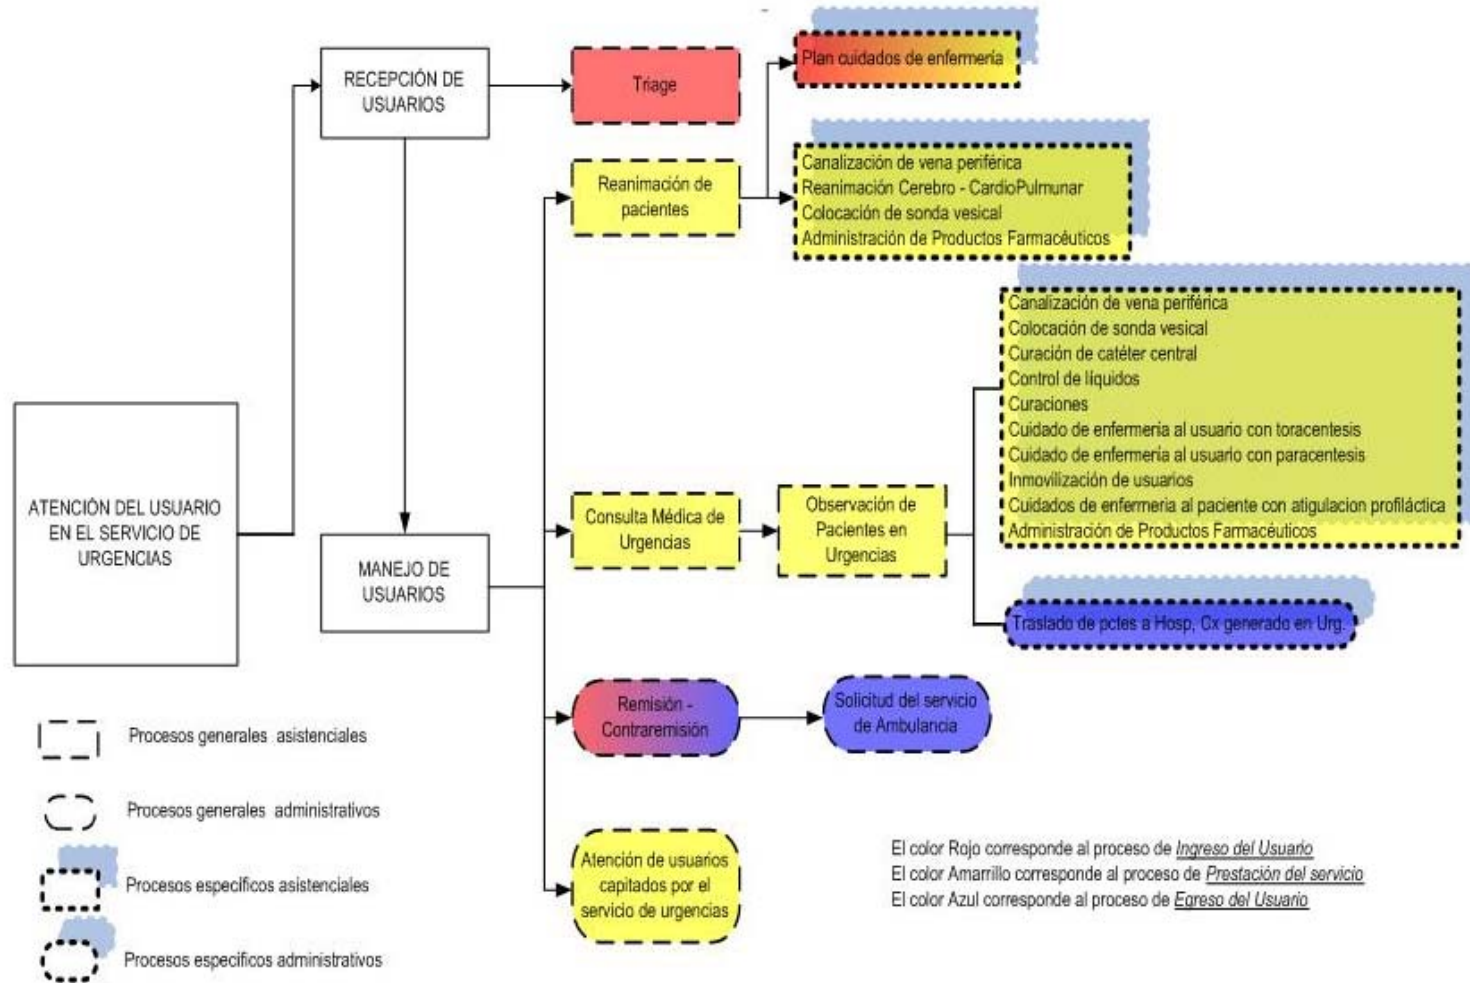 RECEPCIÓN DE
USUARIOS
Triage
Plan cuidados de enfermería
Reanimación de
pacientes
Canalización de vena periférica
Reanimación Cerebro - CardioPulmunar
Colocación de sonda vesical
Administración de Productos Farmacéuticos
ATENCIÓN DEL USUARIO
EN EL SERVICIO DE
URGENCIAS
MANEJO DE
USUARIOS
Consulta Médica de
Urgencias
Observación de
Pacientes en
Urgencias
Canalización de vena periférica
Colocación de sonda vesical
Curación de catéter central
Control de líquidos
Curaciones
Cuidado de enfermeria al usuario con toracentesis
Cuidado de enfermeria al usuario con paracentesis
Inmovilización de usuarios
Cuidados de enfermeria al paciente con atigulacion profiláctica
Administración de Productos Farmacéuticos
Traslado de pctes a Hosp, Cx generado en Urg.
Remisión -
Contraremisión
Solicitud del servicio
de Ambulancia
Atención de usuarios
capitados por el
servicio de urgencias
Procesos generales asistenciales
Procesos generales administrativos
Procesos específicos asistenciales
Procesos especificos administrativos
El color Rojo corresponde al proceso de Ingreso del Usuario
El color Amarrillo corresponde al proceso de Prestación del servicio
El color Azul corresponde al proceso de Egreso del Usuario